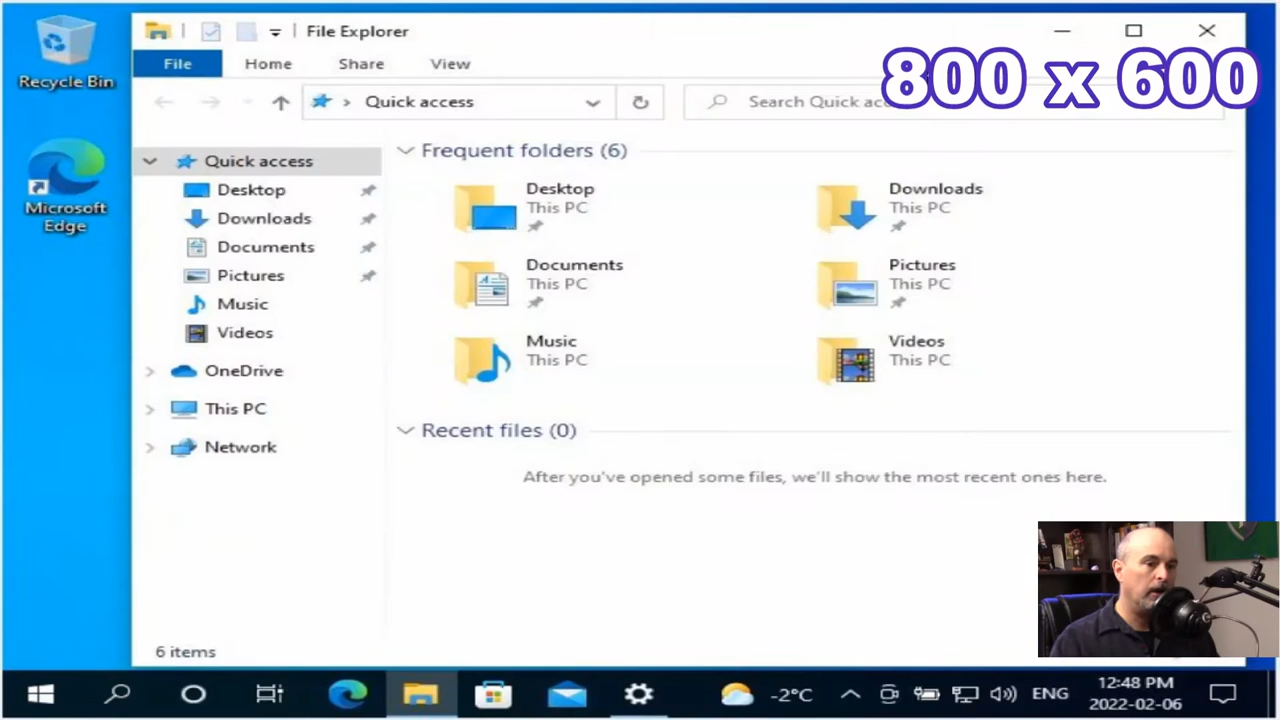 Recycle Bin
Microsoft
Edge
File Explorer
File
Home
Share
View
Quick access
800 x 600
Quick access
Desktop
Downloads
Documents
Pictures
Music
Videos
OneDrive
This PC
Network
Frequent folders (6)
Desktop
This PC
Downloads
This PC
Documents
This PC
Pictures
This PC
Music
This PC
Videos
This PC
Recent files (0)
After you've opened some files, we'll show the most recent ones here.
6 items
-2°C
ENG
12:48 PM
2022-02-06
Search Quick